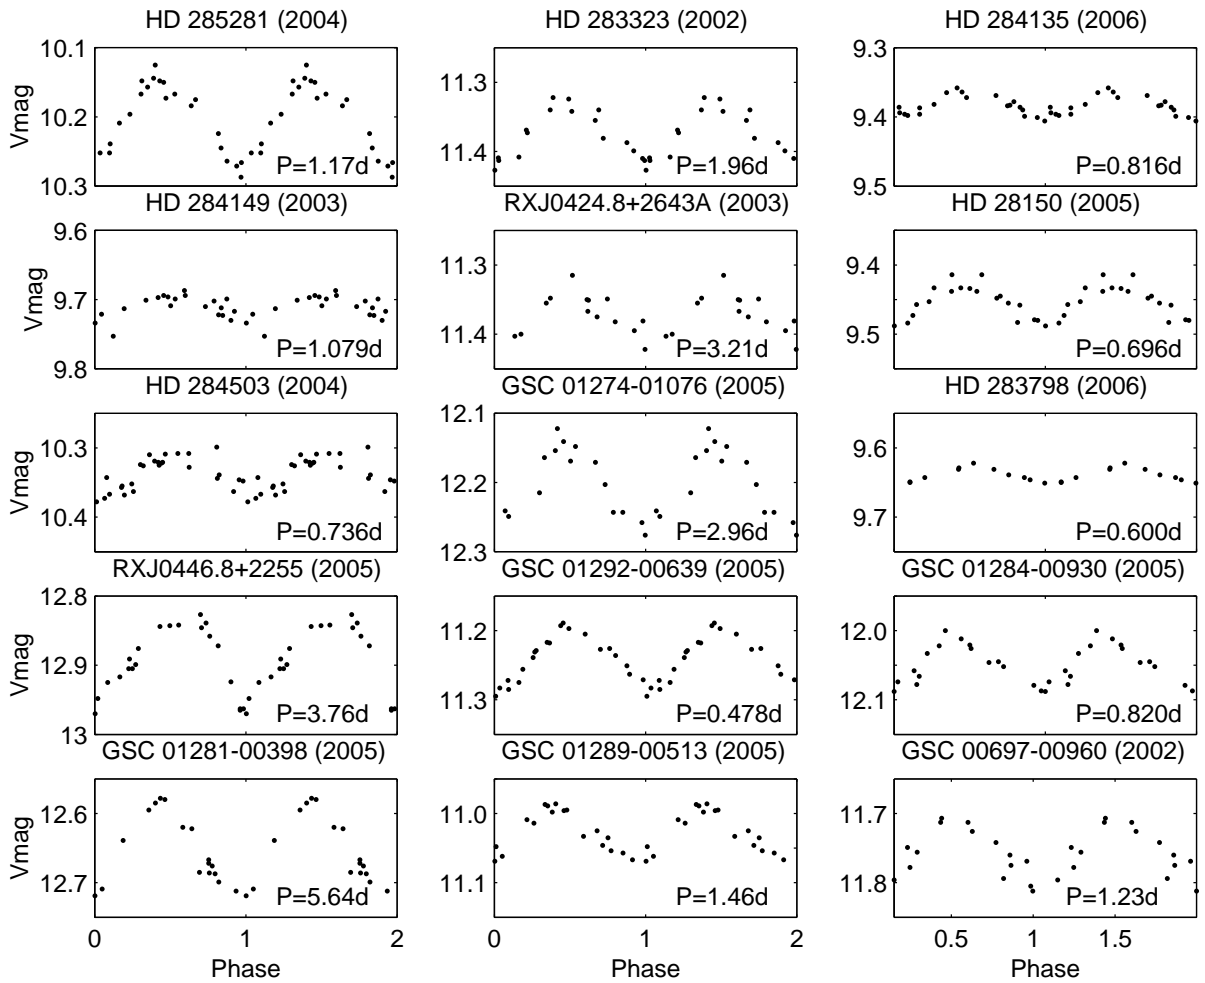 HD 285281 (2004)
HD 283323 (2002)
HD 284135 (2006)
Vmag
10.1
10.2
10.3
P=1.17d
11.3
11.4
P=1.96d
9.3
9.4
9.5
P=0.816d
HD 284149 (2003)
RXJ0424.8+2643A (2003)
HD 28150 (2005)
Vmag
9.6
9.7
9.8
P=1.079d
11.3
11.4
P=3.21d
9.4
9.5
P=0.696d
HD 284503 (2004)
GSC 01274-01076 (2005)
HD 283798 (2006)
Vmag
10.3
10.4
P=0.736d
12.1
12.2
12.3
P=2.96d
9.6
9.7
P=0.600d
RXJ0446.8+2255 (2005)
GSC 01292-00639 (2005)
GSC 01284-00930 (2005)
Vmag
12.8
12.9
13
P=3.76d
11.2
11.3
P=0.478d
12.0
12.1
P=0.820d
GSC 01281-00398 (2005)
GSC 01289-00513 (2005)
GSC 00697-00960 (2002)
Vmag
12.6
12.7
P=5.64d
11.0
11.1
P=1.46d
11.7
11.8
P=1.23d
0 1 2
0 1 2
0.5 1 1.5
Phase
Phase
Phase